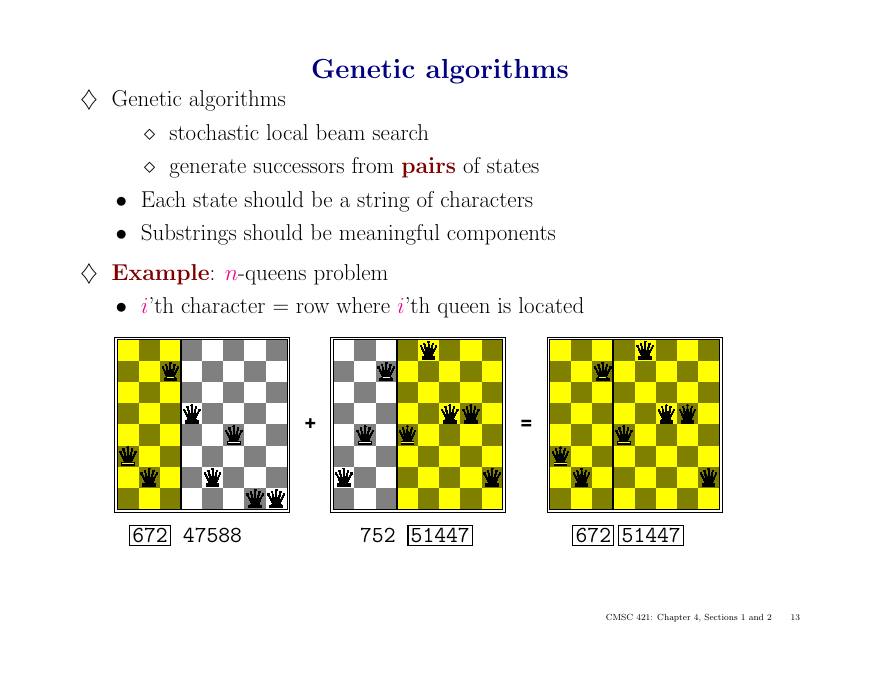 Genetic algorithms
♢ Genetic algorithms
⋄ stochastic local beam search
⋄ generate successors from pairs of states
• Each state should be a string of characters
• Substrings should be meaningful components
♢ Example: n-queens problem
• i'th character = row where i'th queen is located
+ =
672 47588 752 51447 672 51447
CMSC 421: Chapter 4, Sections 1 and 2 13